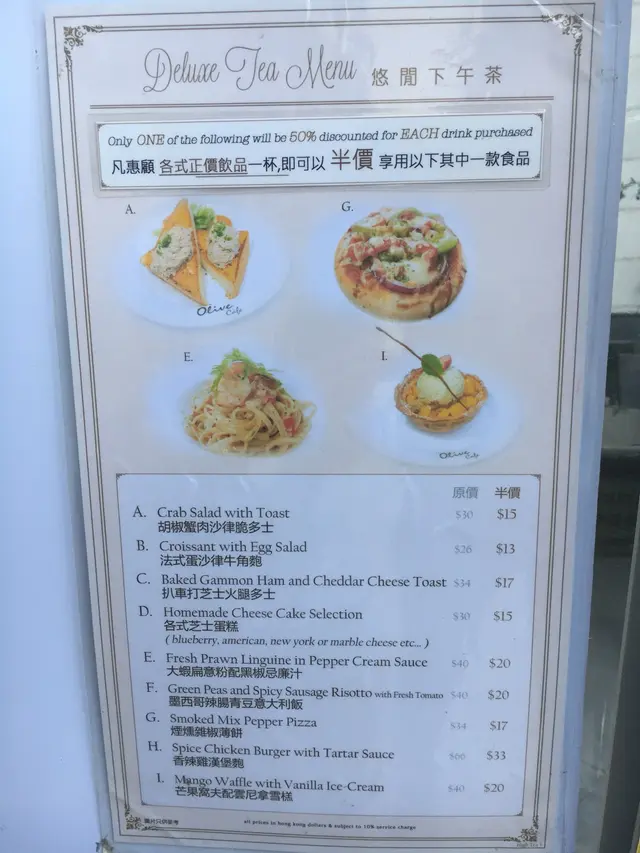 Deluxe Tea Menu 悠閒下午茶
Only ONE of the following will be 50% discounted for EACH drink purchased
凡惠顧 各式正價飲品一杯,即可以 半價 享用以下其中一款食品
A.
G.
Olive Cafe
E.
I.
Olive Cafe
原價 半價
A. Crab Salad with Toast $30 $15
胡椒蟹肉沙律脆多士
B. Croissant with Egg Salad $26 $13
法式蛋沙律牛角麭
C. Baked Gammon Ham and Cheddar Cheese Toast $34 $17
扒車打芝士火腿多士
D. Homemade Cheese Cake Selection $30 $15
各式芝士蛋糕
( blueberry, american, new york or marble cheese etc... )
E. Fresh Prawn Linguine in Pepper Cream Sauce $40 $20
大蝦扁意粉配黑椒忌廉汁
F. Green Peas and Spicy Sausage Risotto with Fresh Tomato $40 $20
墨西哥辣腸青豆意大利飯
G. Smoked Mix Pepper Pizza $34 $17
煙燻雜椒薄餅
H. Spice Chicken Burger with Tartar Sauce $66 $33
香辣雞漢堡麭
I. Mango Waffle with Vanilla Ice-Cream $40 $20
芒果窩夫配雲尼拿雪糕
圖片只供參考
all prices in hong kong dollars & subject to 10% service charge